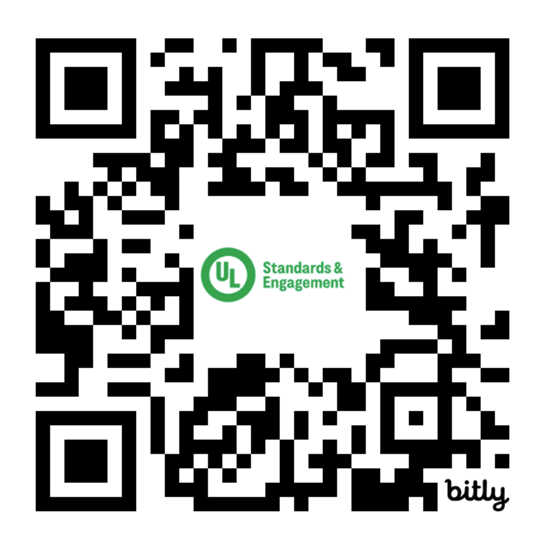 UL
Standards &
Engagement
bitly